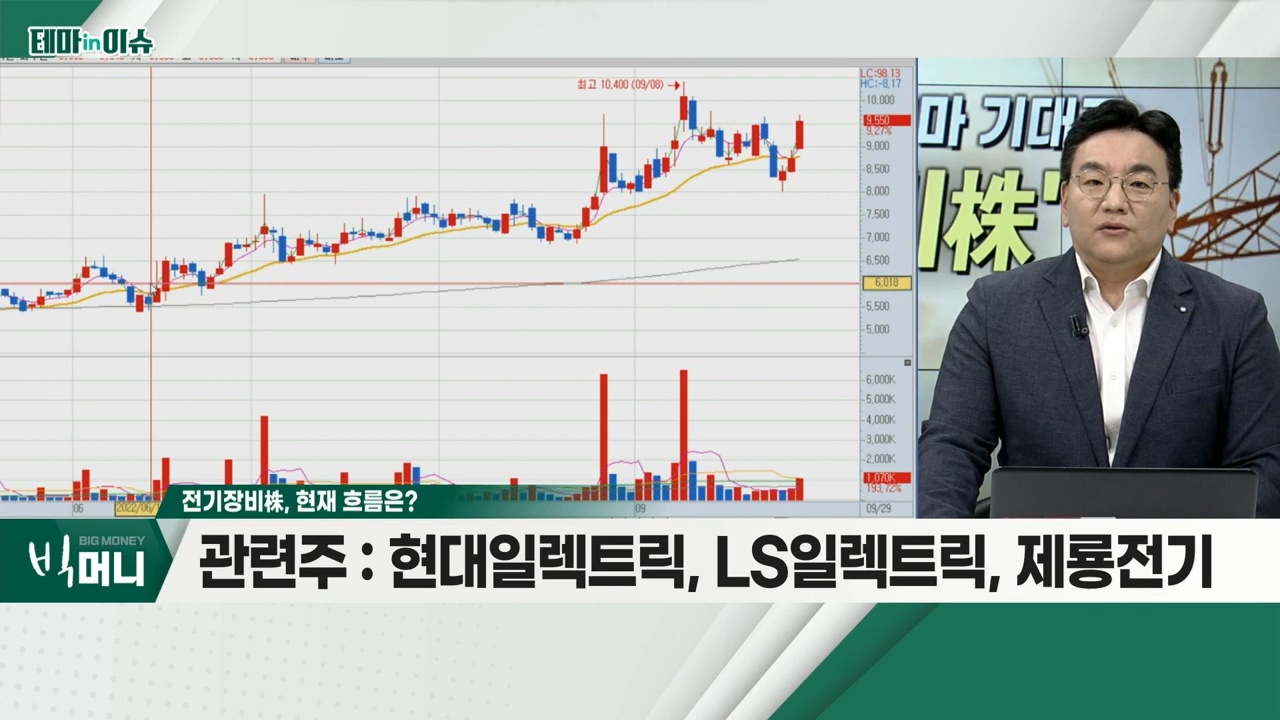 테마in이슈
최고 10,400 (09/08) →
LC:98.13
HC:-8.17
10,000
9,550
9.27%
9,000
8,500
8,000
7,500
7,000
6,500
6,018
5,500
5,000
6,000K
5,000K
4,000K
3,000K
2,000K
1,070K
193.72%
06
2022/06/
09
09/29
마 기대
株
전기장비株, 현재 흐름은?
빅머니
BIG MONEY
관련주 : 현대일렉트릭, LS일렉트릭, 제룡전기